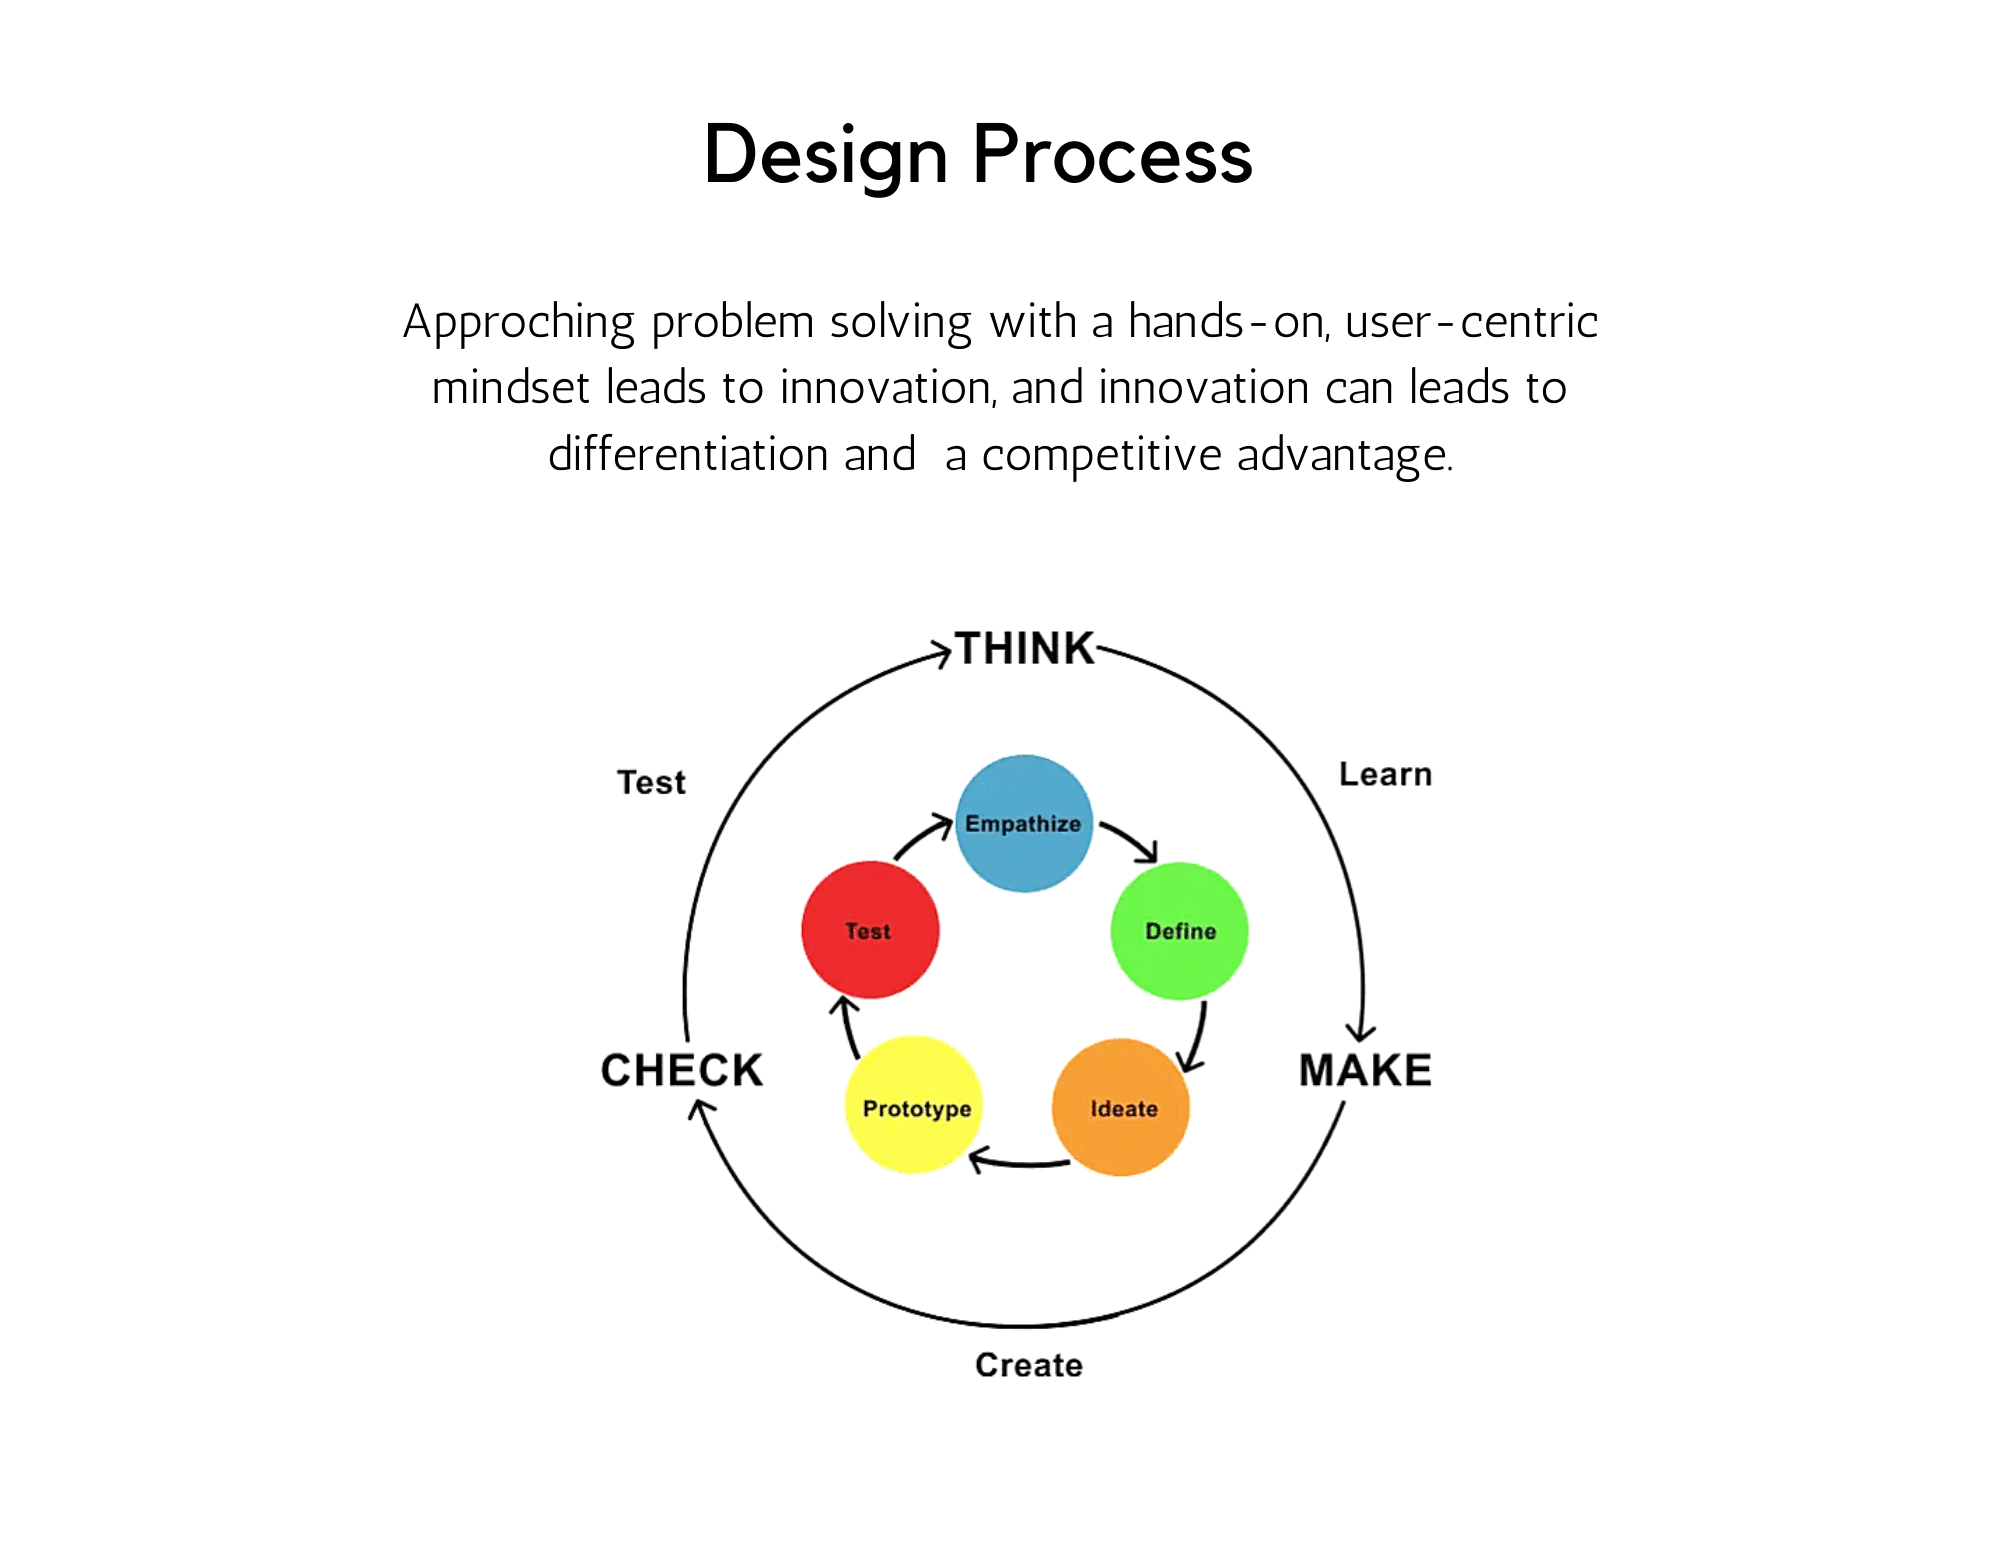 Design Process
Approching problem solving with a hands-on, user-centric
mindset leads to innovation, and innovation can leads to
differentiation and  a competitive advantage.
THINK
Test
Learn
Empathize
Test
Define
CHECK
MAKE
Prototype
Ideate
Create